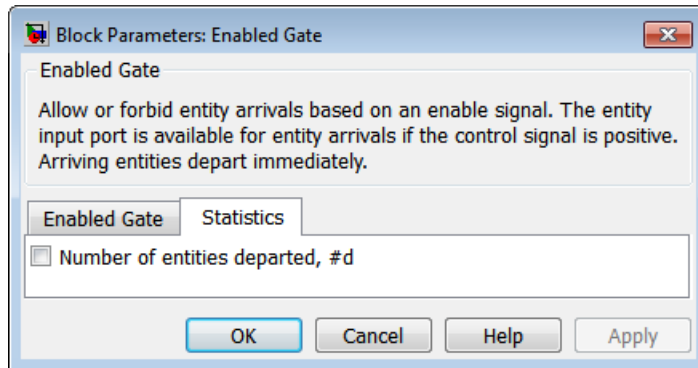 Block Parameters: Enabled Gate
Enabled Gate
Allow or forbid entity arrivals based on an enable signal. The entity
input port is available for entity arrivals if the control signal is positive.
Arriving entities depart immediately.
Enabled Gate Statistics
Number of entities departed, #d
OK Cancel Help Apply